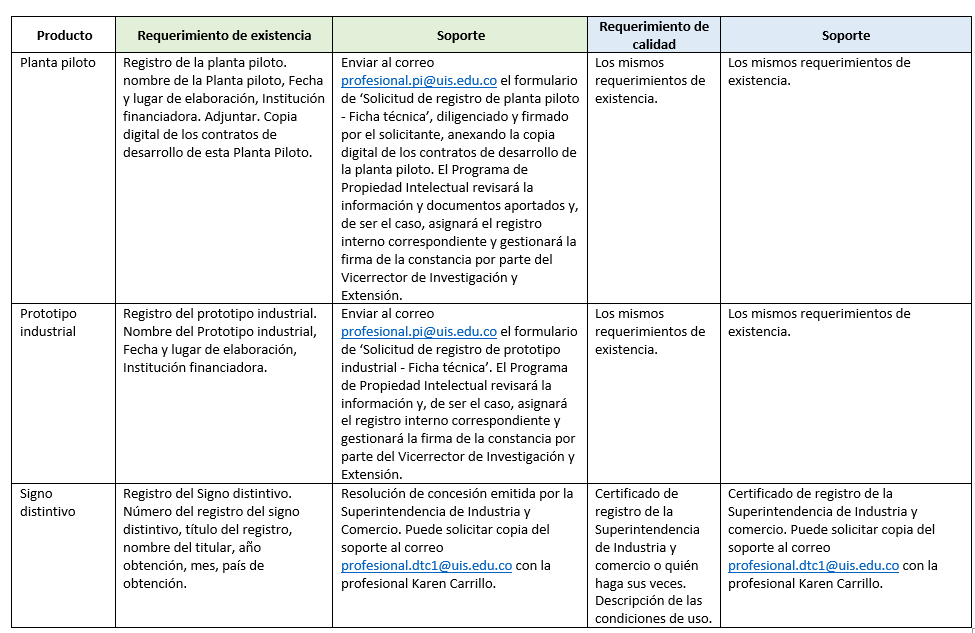 Producto
Requerimiento de existencia
Soporte
Requerimiento de
calidad
Soporte
Planta piloto
Registro de la planta piloto.
nombre de la Planta piloto, Fecha
y lugar de elaboración, Institución
financiadora. Adjuntar. Copia
digital de los contratos de
desarrollo de esta Planta Piloto.
Enviar al correo
profesional.pi@uis.edu.co el formulario
de ‘Solicitud de registro de planta piloto
- Ficha técnica’, diligenciado y firmado
por el solicitante, anexando la copia
digital de los contratos de desarrollo de
la planta piloto. El Programa de
Propiedad Intelectual revisará la
información y documentos aportados y,
de ser el caso, asignará el registro
interno correspondiente y gestionará la
firma de la constancia por parte del
Vicerrector de Investigación y
Extensión.
Los mismos
requerimientos de
existencia.
Los mismos requerimientos de
existencia.
Prototipo
industrial
Registro del prototipo industrial.
Nombre del Prototipo industrial,
Fecha y lugar de elaboración,
Institución financiadora.
Enviar al correo
profesional.pi@uis.edu.co el formulario
de ‘Solicitud de registro de prototipo
industrial - Ficha técnica’. El Programa
de Propiedad Intelectual revisará la
información y, de ser el caso, asignará
el registro interno correspondiente y
gestionará la firma de la constancia por
parte del Vicerrector de Investigación y
Extensión.
Los mismos
requerimientos de
existencia.
Los mismos requerimientos de
existencia.
Signo
distintivo
Registro del Signo distintivo.
Número del registro del signo
distintivo, título del registro,
nombre del titular, año
obtención, mes, país de
obtención.
Resolución de concesión emitida por la
Superintendencia de Industria y
Comercio. Puede solicitar copia del
soporte al correo
profesional.dtc1@uis.edu.co con la
profesional Karen Carrillo.
Certificado de
registro de la
Superintendencia
de Industria y
comercio o quién
haga sus veces.
Descripción de las
condiciones de uso.
Certificado de registro de la
Superintendencia de Industria y
comercio. Puede solicitar copia del
soporte al correo
profesional.dtc1@uis.edu.co con la
profesional Karen Carrillo.